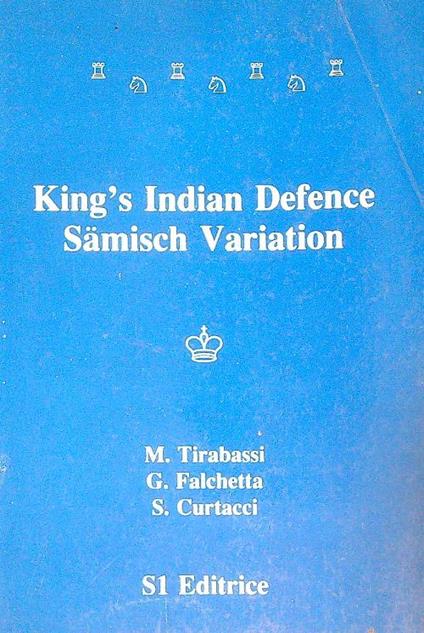 King's Indian Defence
Sämisch Variation
M. Tirabassi
G. Falchetta
S. Curtacci
S1 Editrice